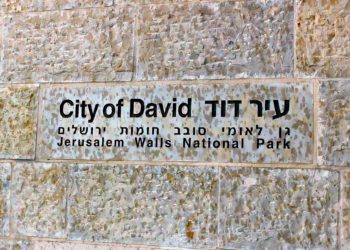 City of David עיר דוד
גן לאומי סובב חומות ירושלים
Jerusalem Walls National Park